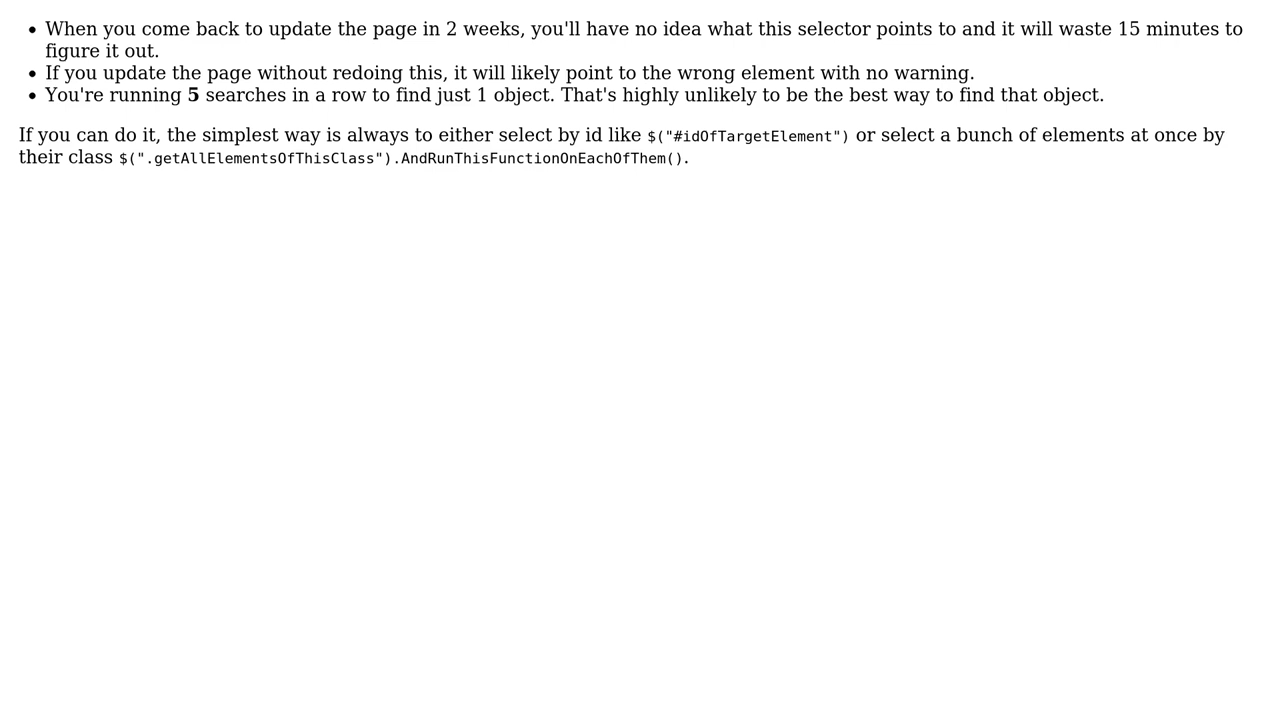 • When you come back to update the page in 2 weeks, you'll have no idea what this selector points to and it will waste 15 minutes to
figure it out.
• If you update the page without redoing this, it will likely point to the wrong element with no warning.
• You're running 5 searches in a row to find just 1 object. That's highly unlikely to be the best way to find that object.
If you can do it, the simplest way is always to either select by id like $("#idOfTargetElement") or select a bunch of elements at once by
their class $(".getAllElementsOfThisClass").AndRunThisFunctionOnEachOfThem().